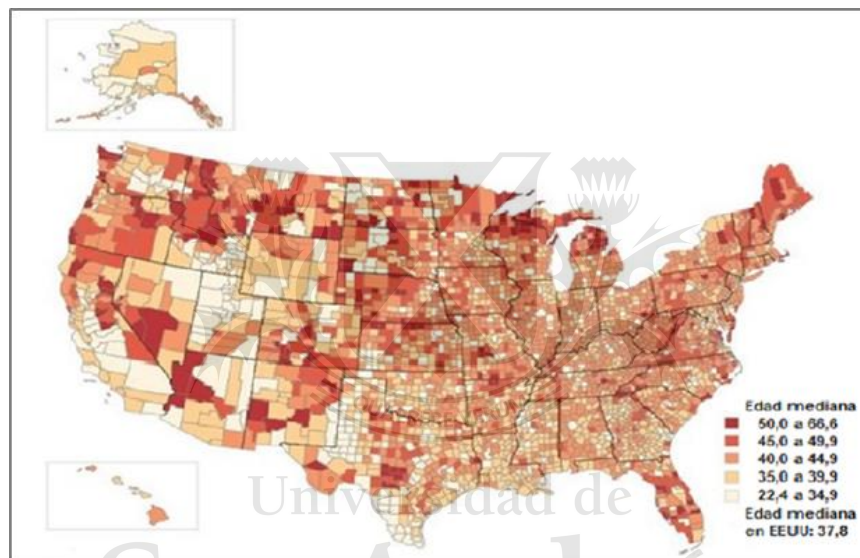 Edad mediana
50,0 a 66,6
45,0 a 49,9
40,0 a 44,9
35,0 a 39,9
22,4 a 34,9
Edad mediana
en EEUU: 37,8
Universidad de